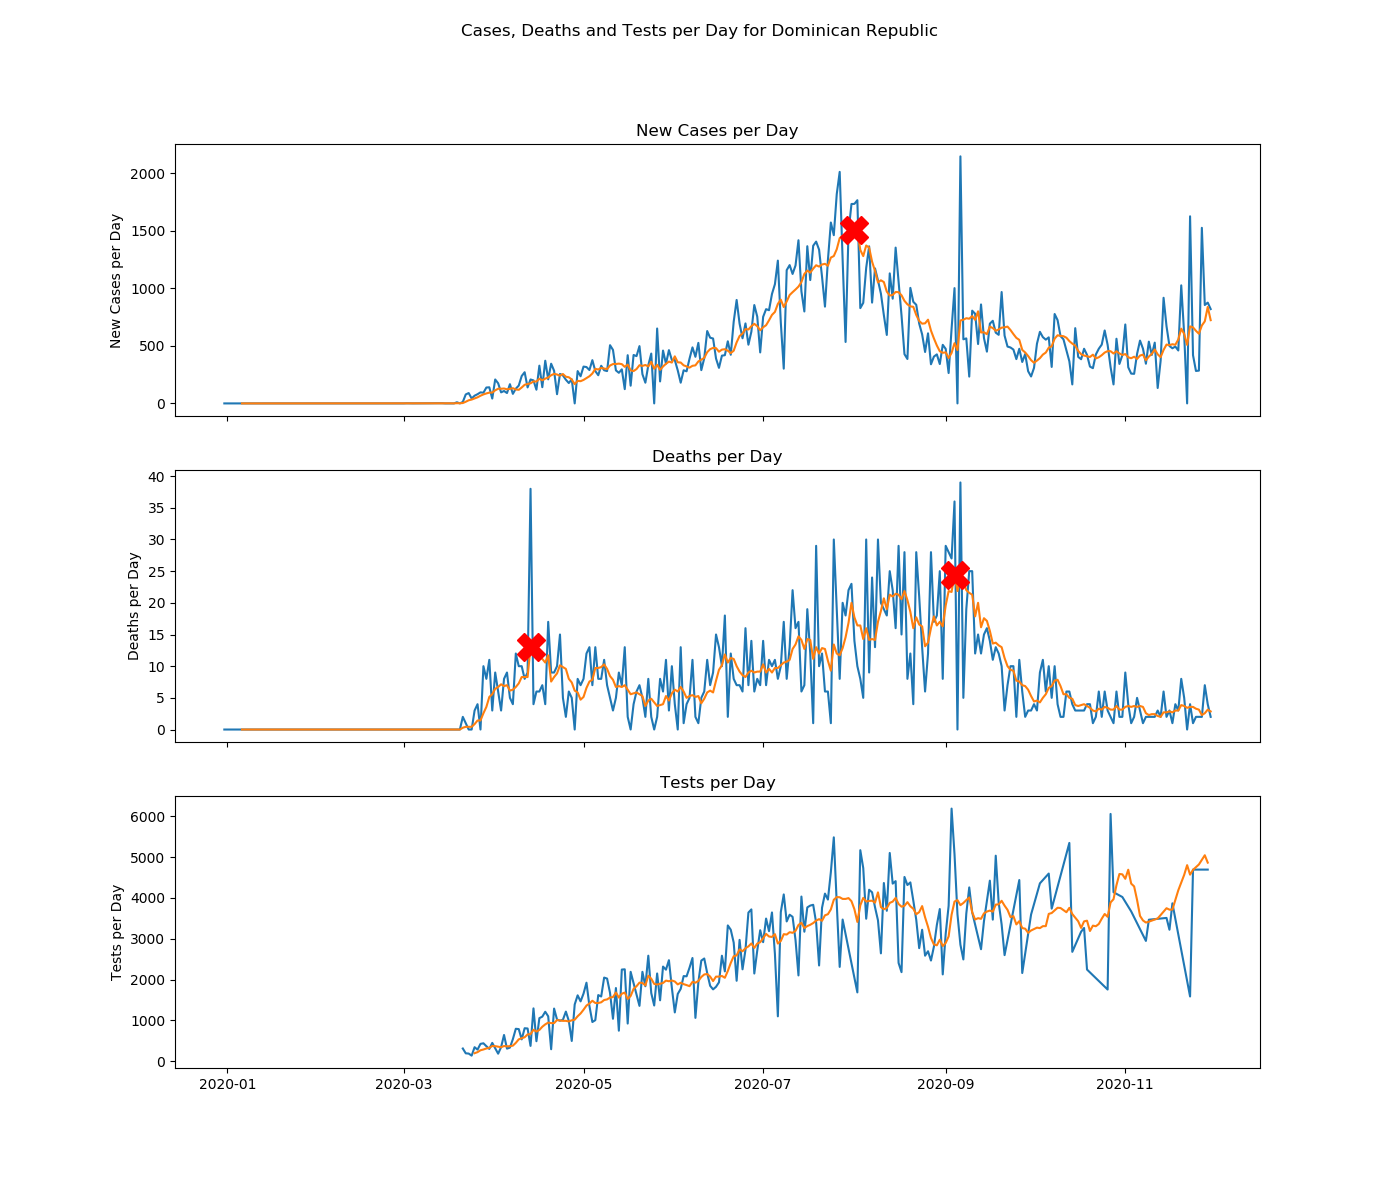 Cases, Deaths and Tests per Day for Dominican Republic
New Cases per Day
New Cases per Day
2000
1500
1000
500
0
Deaths per Day
Deaths per Day
40
35
30
25
20
15
10
5
0
Tests per Day
Tests per Day
6000
5000
4000
3000
2000
1000
0
2020-01 2020-03 2020-05 2020-07 2020-09 2020-11